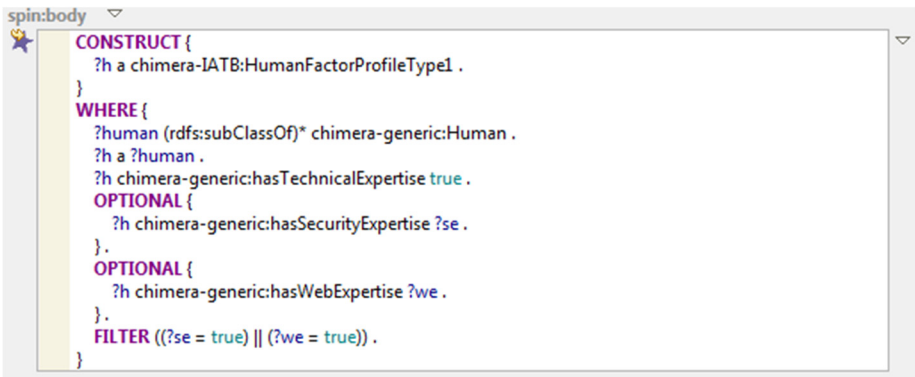 spin:body
CONSTRUCT {
?h a chimera-IATB:HumanFactorProfileType1 .
}
WHERE {
?human (rdfs:subClassOf)* chimera-generic:Human .
?h a ?human .
?h chimera-generic:hasTechnicalExpertise true .
OPTIONAL {
?h chimera-generic:hasSecurityExpertise ?se .
} .
OPTIONAL {
?h chimera-generic:hasWebExpertise ?we .
} .
FILTER ((?se = true) || (?we = true)) .
}